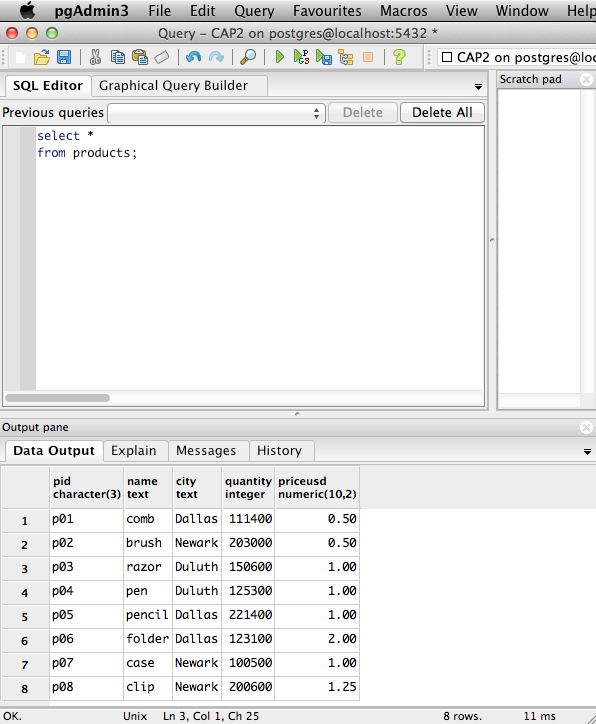 pgAdmin3 File Edit Query Favourites Macros View Window Help
Query - CAP2 on postgres@localhost:5432 *
CAP2 on postgres@loc
SQL Editor Graphical Query Builder
Scratch pad
Previous queries Delete Delete All
select *
from products;
Output pane
Data Output Explain Messages History
pid name city quantity priceusd
character(3) text text integer numeric(10,2)
1 p01 comb Dallas 111400 0.50
2 p02 brush Newark 203000 0.50
3 p03 razor Duluth 150600 1.00
4 p04 pen Duluth 125300 1.00
5 p05 pencil Dallas 221400 1.00
6 p06 folder Dallas 123100 2.00
7 p07 case Newark 100500 1.00
8 p08 clip Newark 200600 1.25
OK. Unix Ln 3, Col 1, Ch 25 8 rows. 11 ms